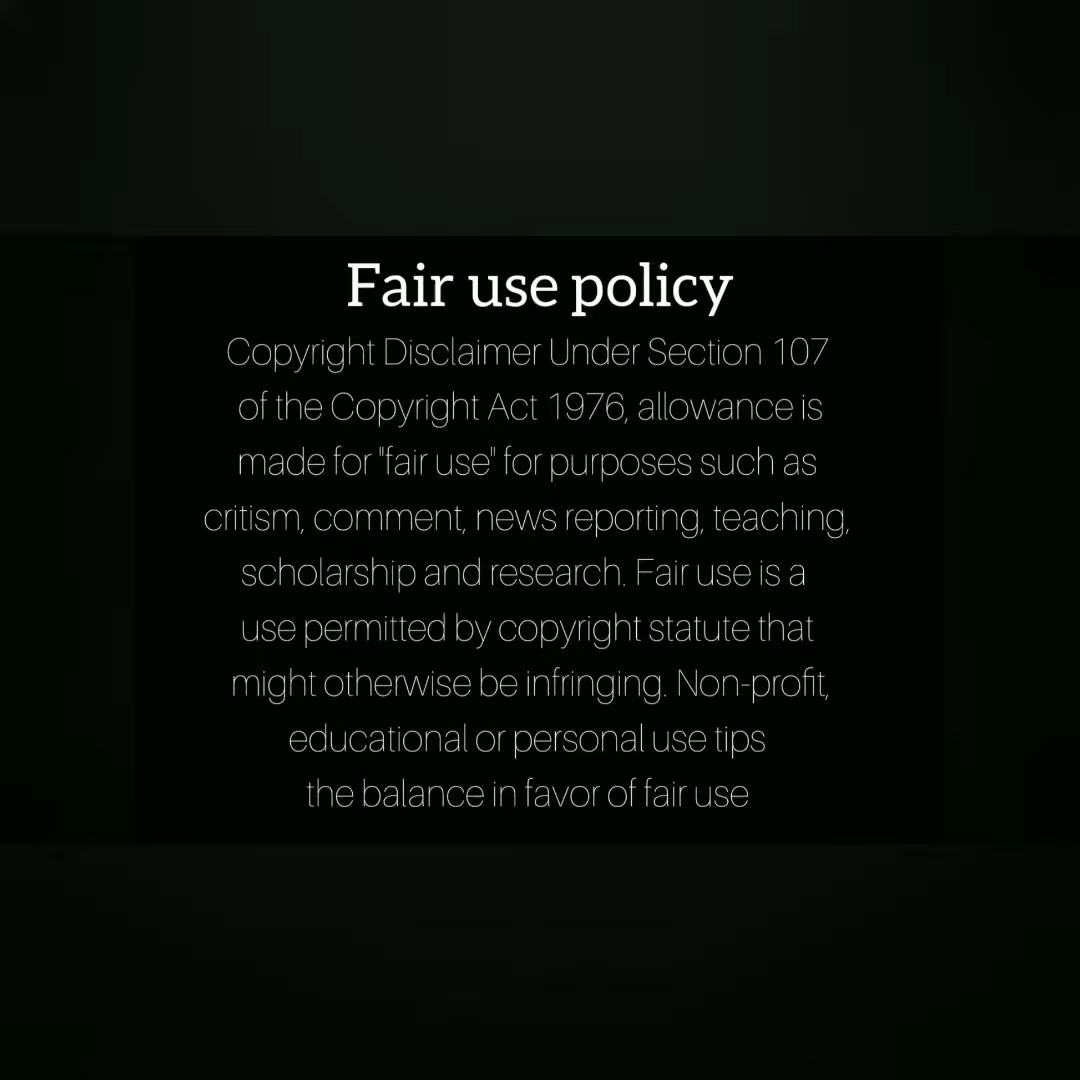 Fair use policy
Copyright Disclaimer Under Section 107
of the Copyright Act 1976, allowance is
made for "fair use" for purposes such as
critism, comment, news reporting, teaching,
scholarship and research. Fair use is a
use permitted by copyright statute that
might otherwise be infringing. Non-profit,
educational or personal use tips
the balance in favor of fair use